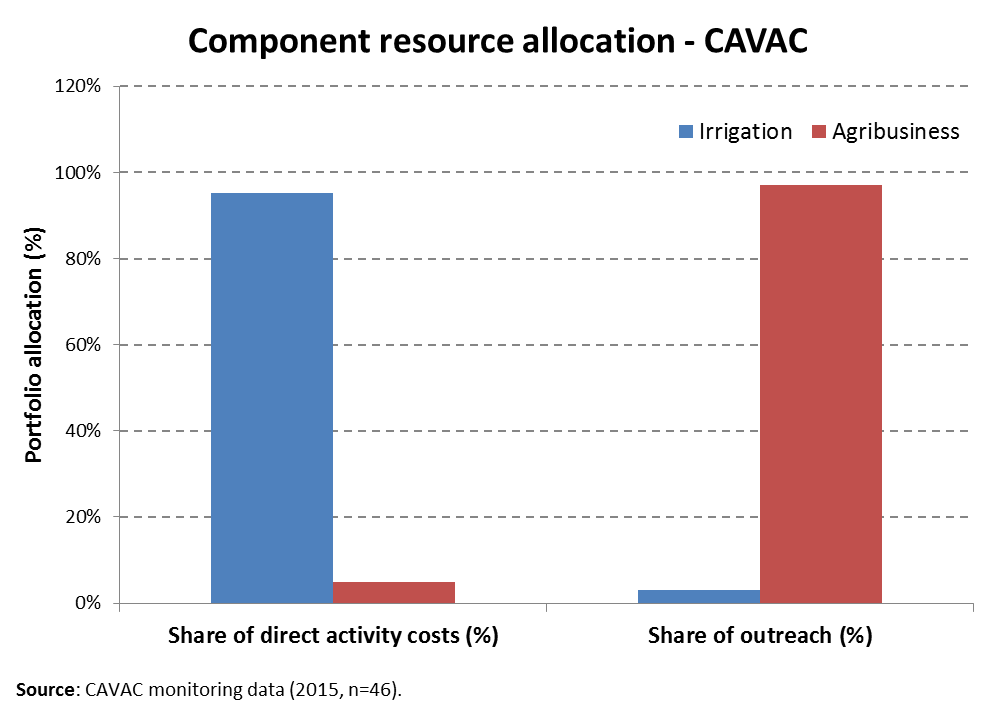 Component resource allocation - CAVAC
120%
Irrigation Agribusiness
100%
80%
60%
40%
20%
0%
Portfolio allocation (%)
Share of direct activity costs (%) Share of outreach (%)
Source: CAVAC monitoring data (2015, n=46).